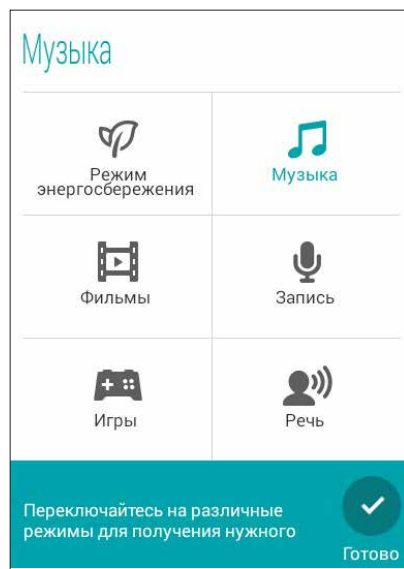 Музыка
Режим
энергосбережения
Музыка
Фильмы
Запись
Игры
Речь
Переключайтесь на различные
режимы для получения нужного
Готово